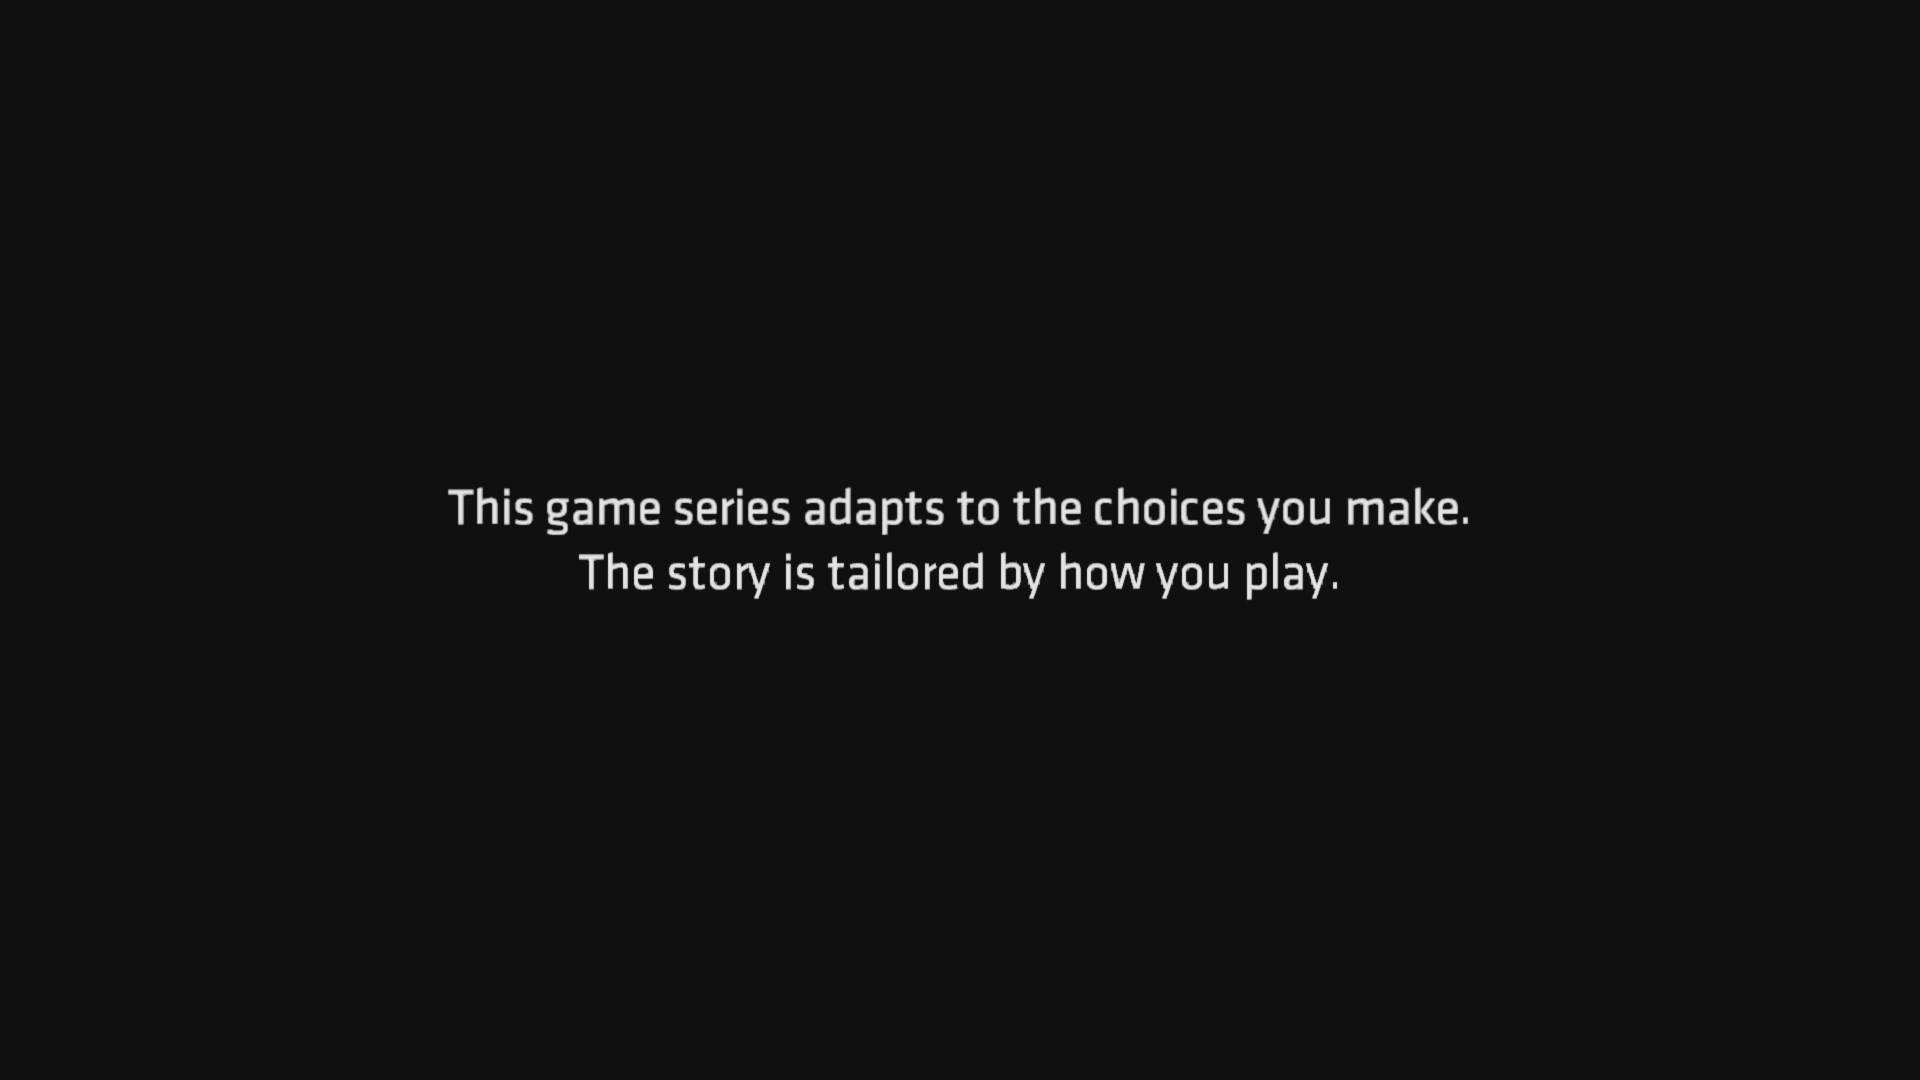 This game series adapts to the choices you make.
The story is tailored by how you play.